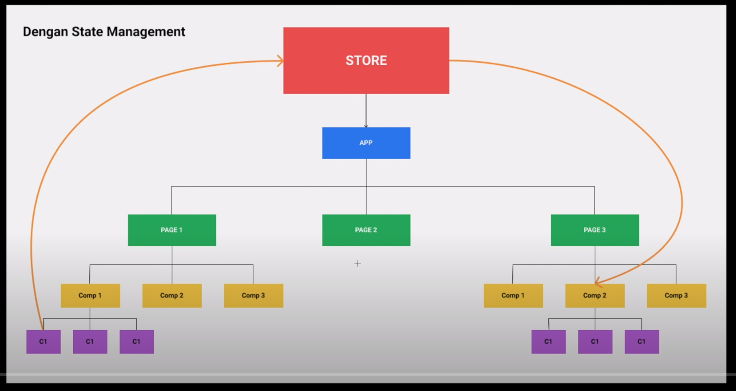 Dengan State Management
STORE
APP
PAGE 1
PAGE 2
PAGE 3
Comp 1
Comp 2
Comp 3
Comp 1
Comp 2
Comp 3
C1
C1
C1
C1
C1
C1